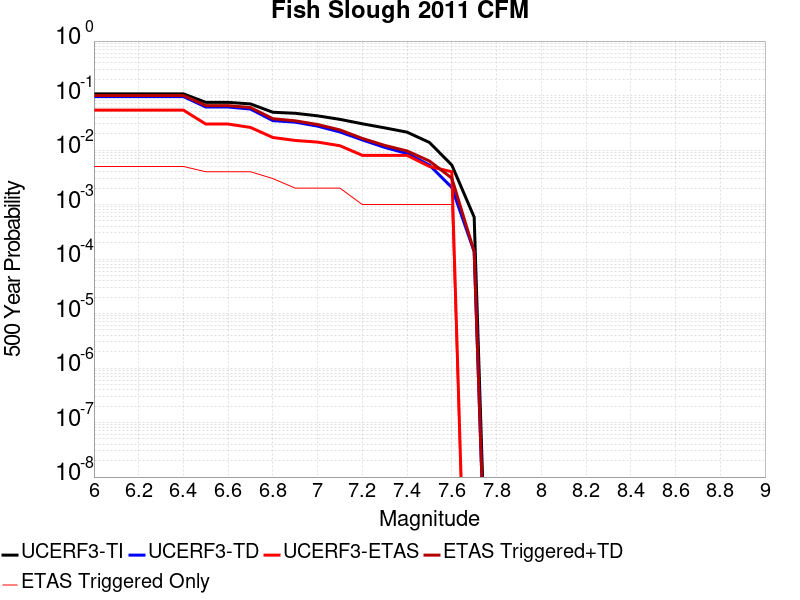 Fish Slough 2011 CFM
10^0
10^-1
10^-2
10^-3
10^-4
10^-5
10^-6
10^-7
10^-8
500 Year Probability
6 6.2 6.4 6.6 6.8 7 7.2 7.4 7.6 7.8 8 8.2 8.4 8.6 8.8 9
Magnitude
UCERF3-TI UCERF3-TD UCERF3-ETAS ETAS Triggered+TD
ETAS Triggered Only